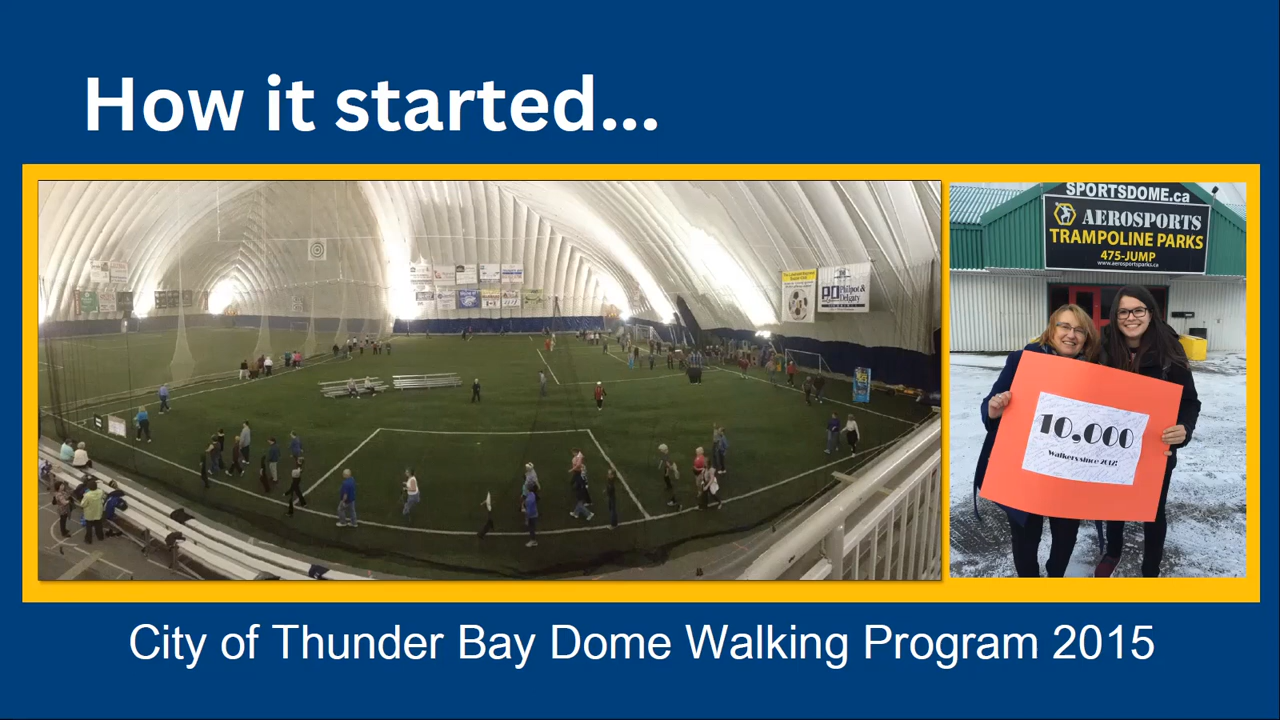 How it started...
SPORTSDOME.ca
AEROSPORTS
TRAMPOLINE PARKS
475-JUMP
www.aerosportsparks.ca
Philpot &
Delgaty
10,000
Walkers since 2012!
City of Thunder Bay Dome Walking Program 2015